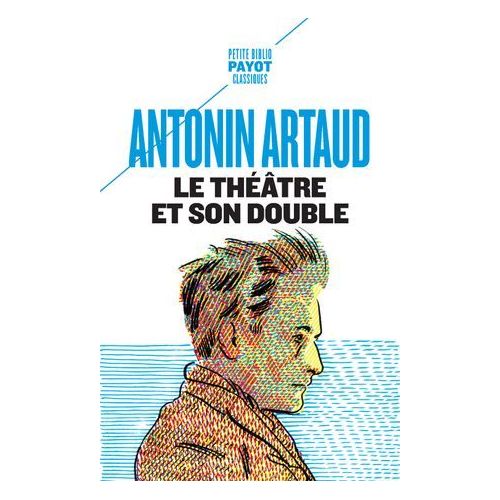 PETITE BIBLIO
PAYOT
CLASSIQUES
ANTONIN ARTAUD
LE THÉÂTRE
ET SON DOUBLE